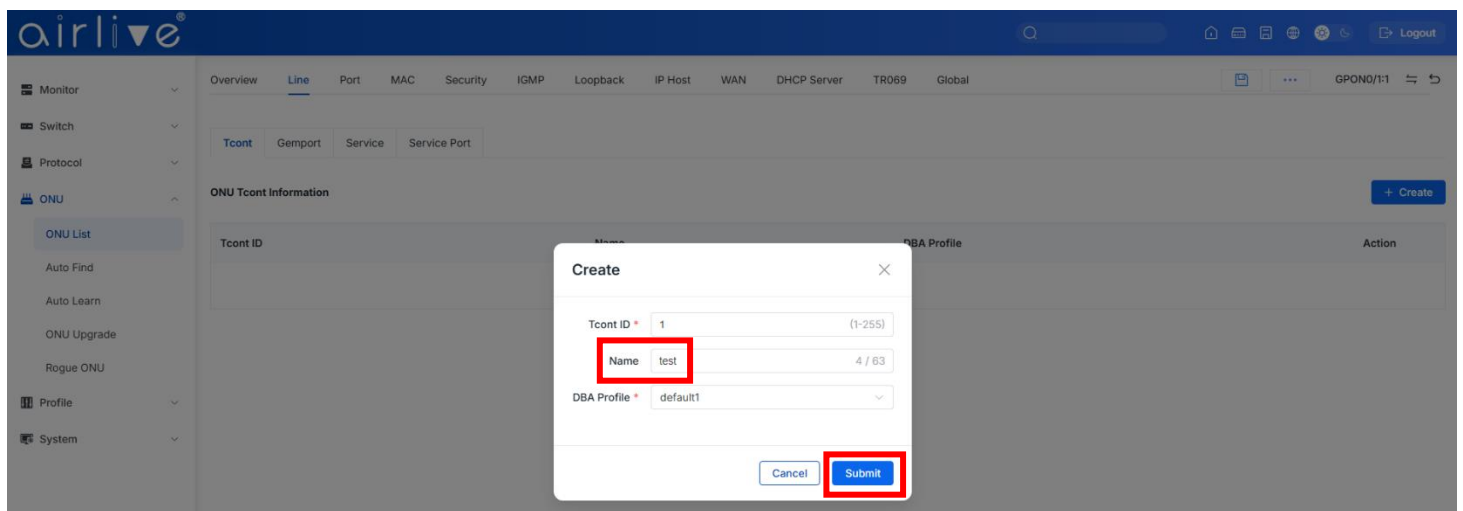 airlive®
Logout
Overview Line Port MAC Security IGMP Loopback IP Host WAN DHCP Server TR069 Global
GPON0/1:1
Monitor
Switch
Protocol
ONU
ONU List
Auto Find
Auto Learn
ONU Upgrade
Rogue ONU
Profile
System
Tcont Gemport Service Service Port
ONU Tcont Information
+ Create
Tcont ID Name DBA Profile Action
Create
Tcont ID * 1 (1-255)
Name test 4 / 63
DBA Profile * default1
Cancel Submit